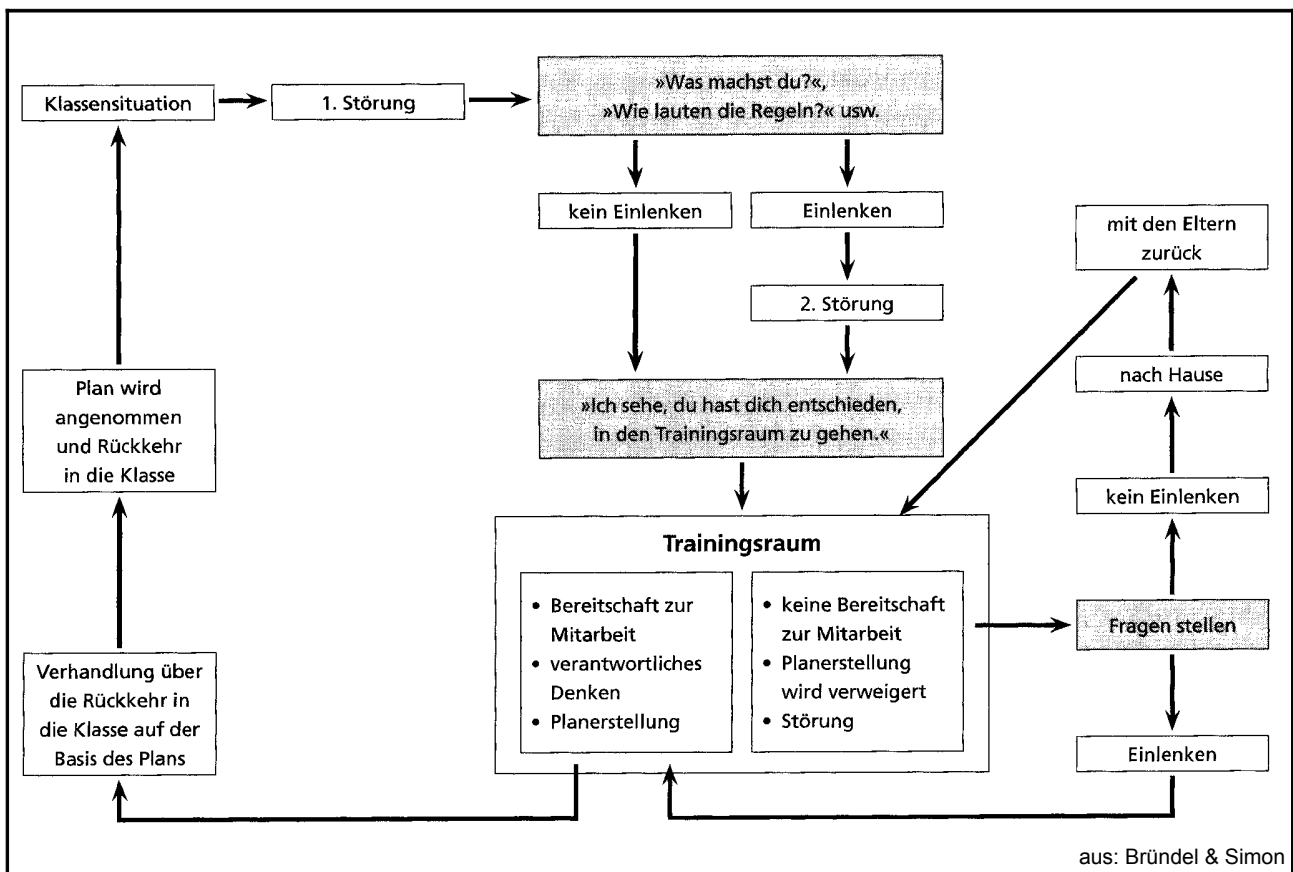 Klassensituation
1. Störung
»Was machst du?«,
»Wie lauten die Regeln?« usw.
kein Einlenken
Einlenken
2. Störung
»Ich sehe, du hast dich entschieden,
in den Trainingsraum zu gehen.«
Trainingsraum
• Bereitschaft zur
Mitarbeit
• verantwortliches
Denken
• Planerstellung
• keine Bereitschaft
zur Mitarbeit
• Planerstellung
wird verweigert
• Störung
Fragen stellen
kein Einlenken
nach Hause
mit den Eltern
zurück
Einlenken
Verhandlung über
die Rückkehr in
die Klasse auf der
Basis des Plans
Plan wird
angenommen
und Rückkehr
in die Klasse
aus: Bründel & Simon